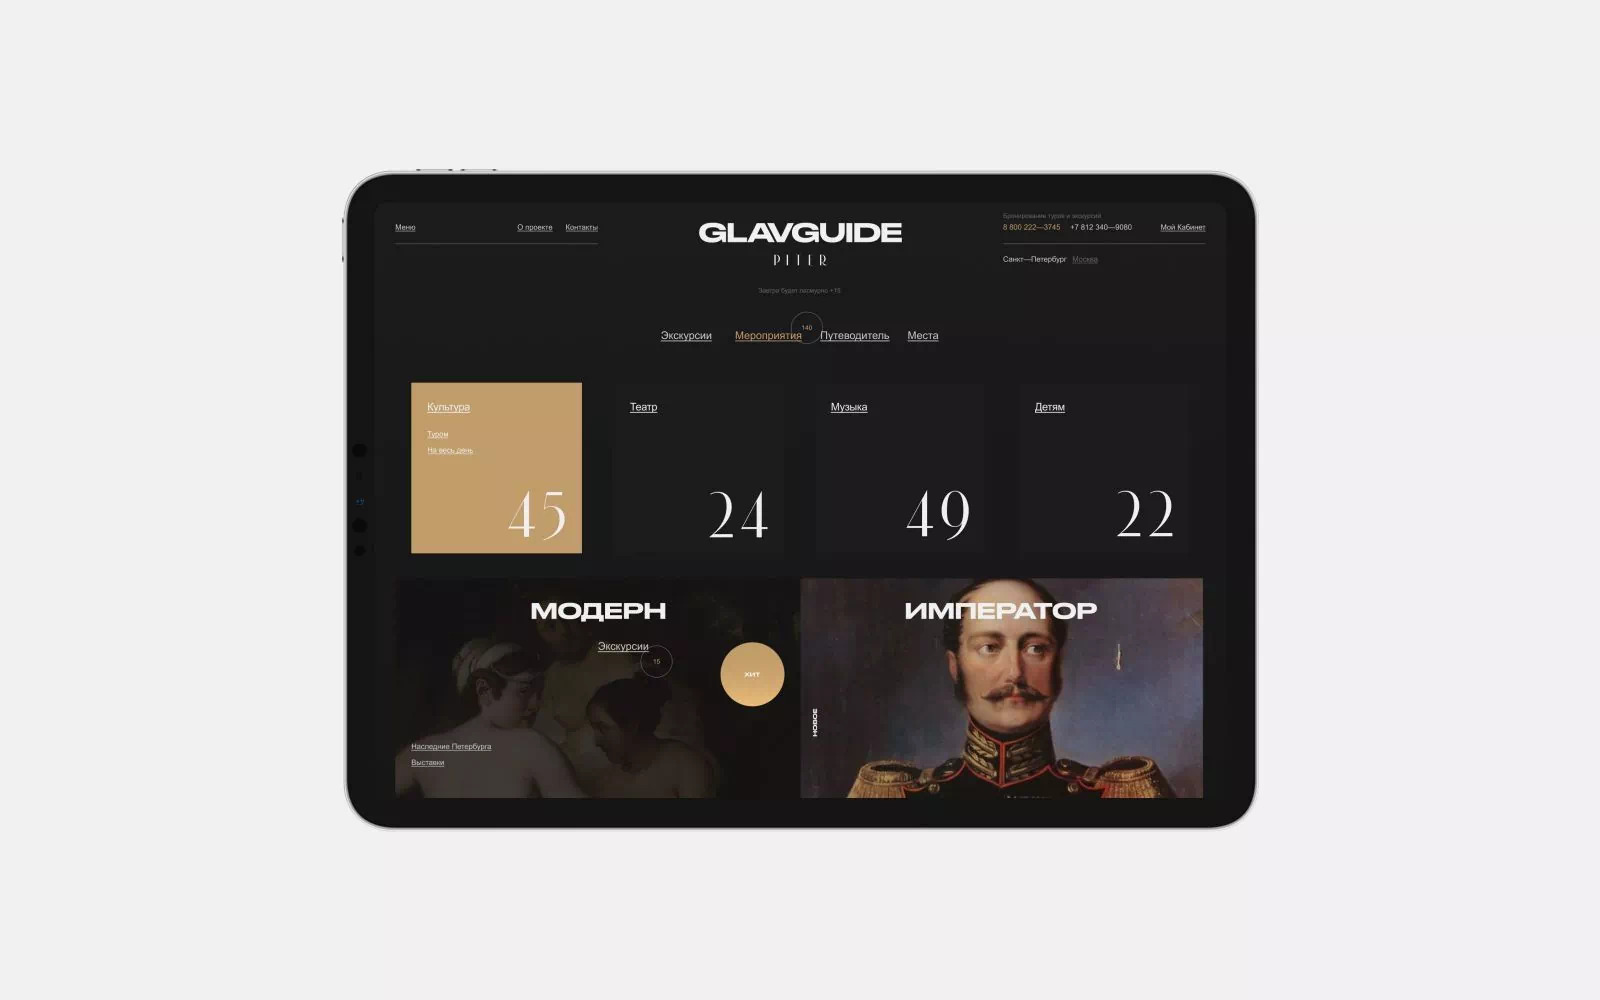 Меню
О проекте
Контакты
GLAVGUIDE
PITER
Бронирование туров и экскурсий
8 800 222—3745 +7 812 340—9080
Мой Кабинет
Санкт—Петербург Москва
Завтра будет пасмурно +18
Экскурсии Мероприятия 140 Путеводитель Места
Культура
Туром
На весь день
45
Театр
24
Музыка
49
Детям
22
МОДЕРН
Экскурсии
15
ХИТ
Наследние Петербурга
Выставки
ИМПЕРАТОР
НОВОЕ